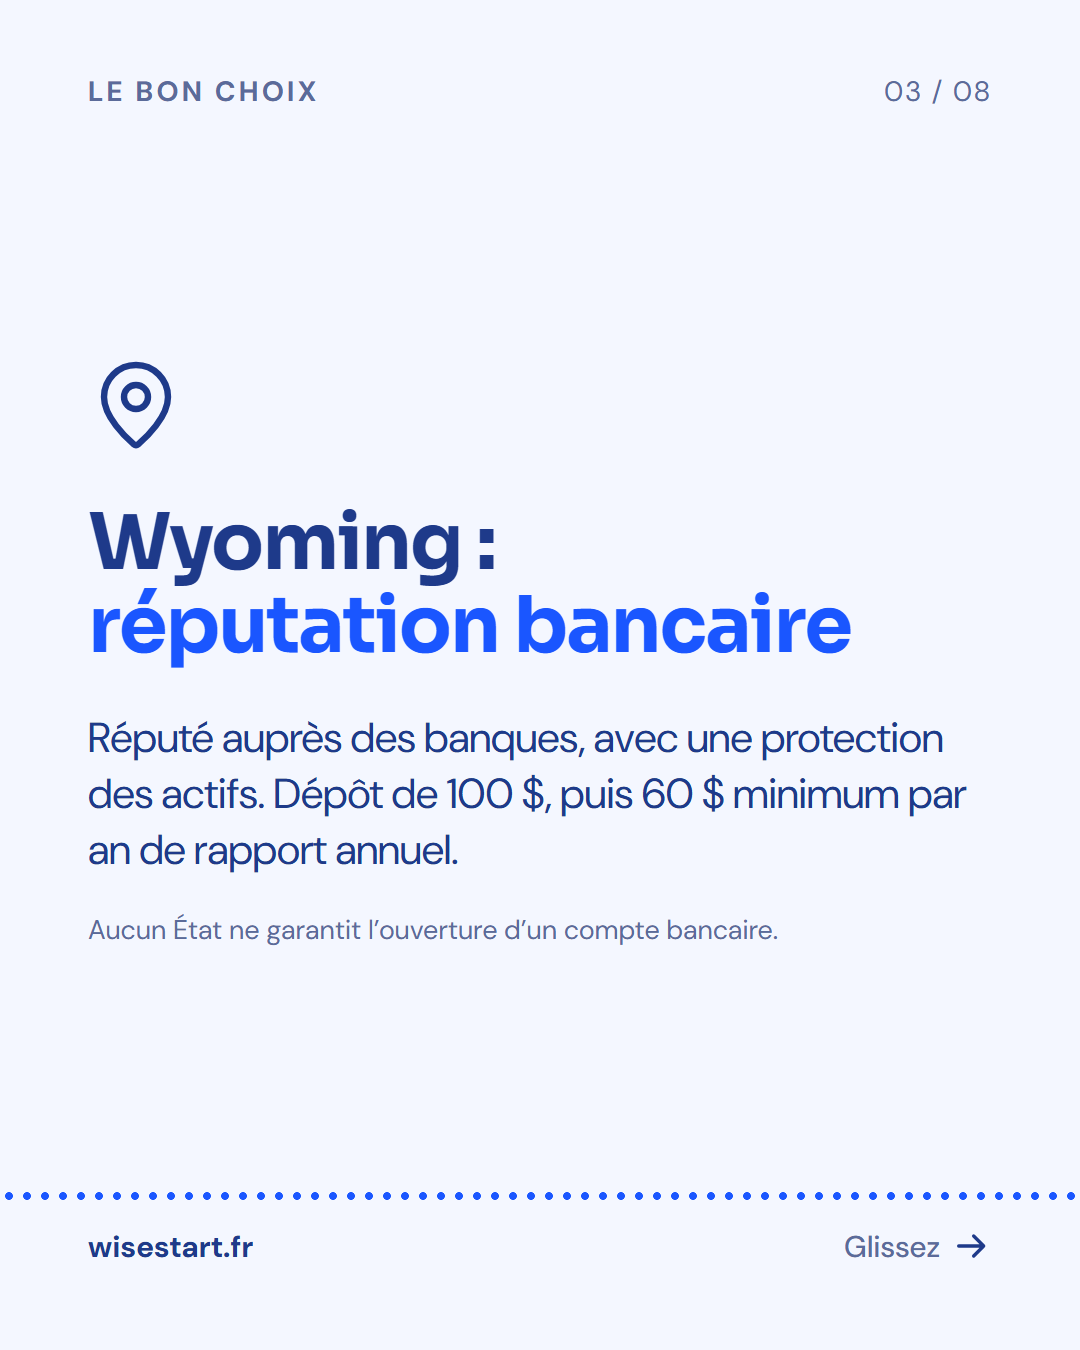 LE BON CHOIX
03 / 08
Wyoming :
réputation bancaire
Réputé auprès des banques, avec une protection
des actifs. Dépôt de 100 $, puis 60 $ minimum par
an de rapport annuel.
Aucun État ne garantit l’ouverture d’un compte bancaire.
wisestart.fr
Glissez →